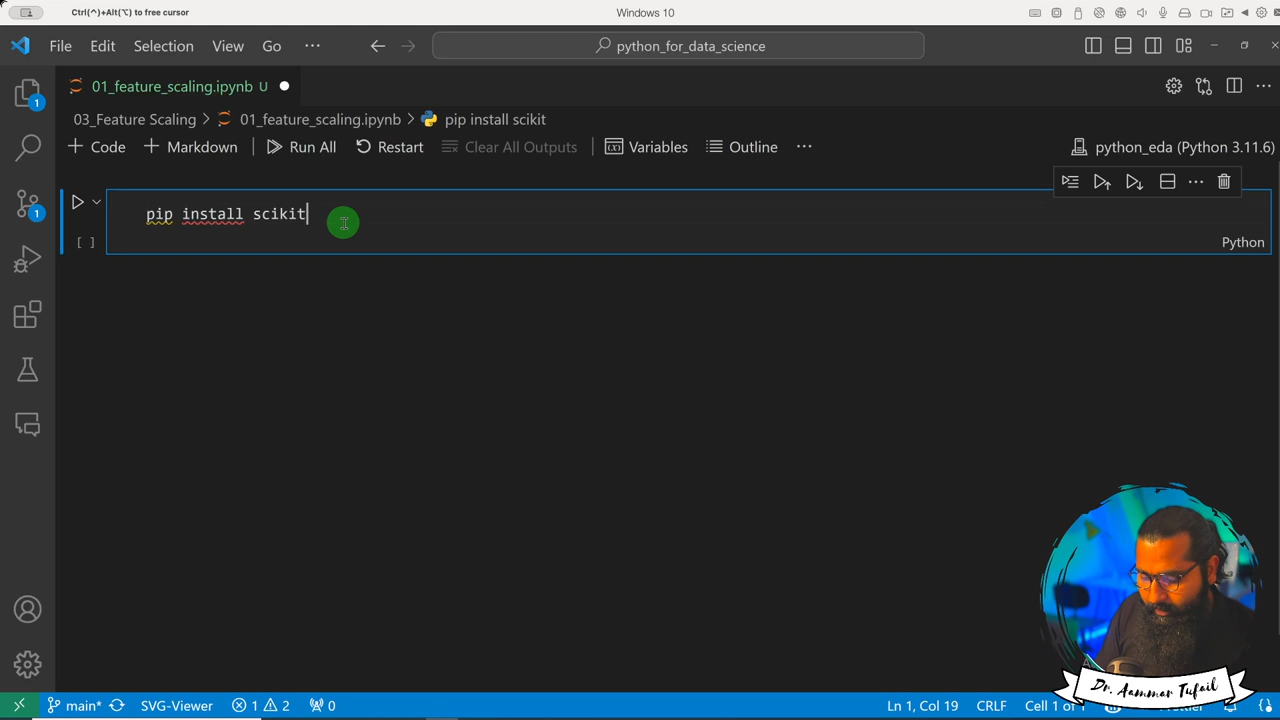 Ctrl(^)+Alt(⌥) to free cursor
Windows 10
File Edit Selection View Go
python_for_data_science
01_feature_scaling.ipynb U
03_Feature Scaling > 01_feature_scaling.ipynb > pip install scikit
Code Markdown Run All Restart Clear All Outputs Variables Outline
python_eda (Python 3.11.6)
1
1
pip install scikit
[ ]
Python
Dr. Aammar Tufail
main* SVG-Viewer 1 2 0 Ln 1, Col 19 CRLF Cell 1 of 1